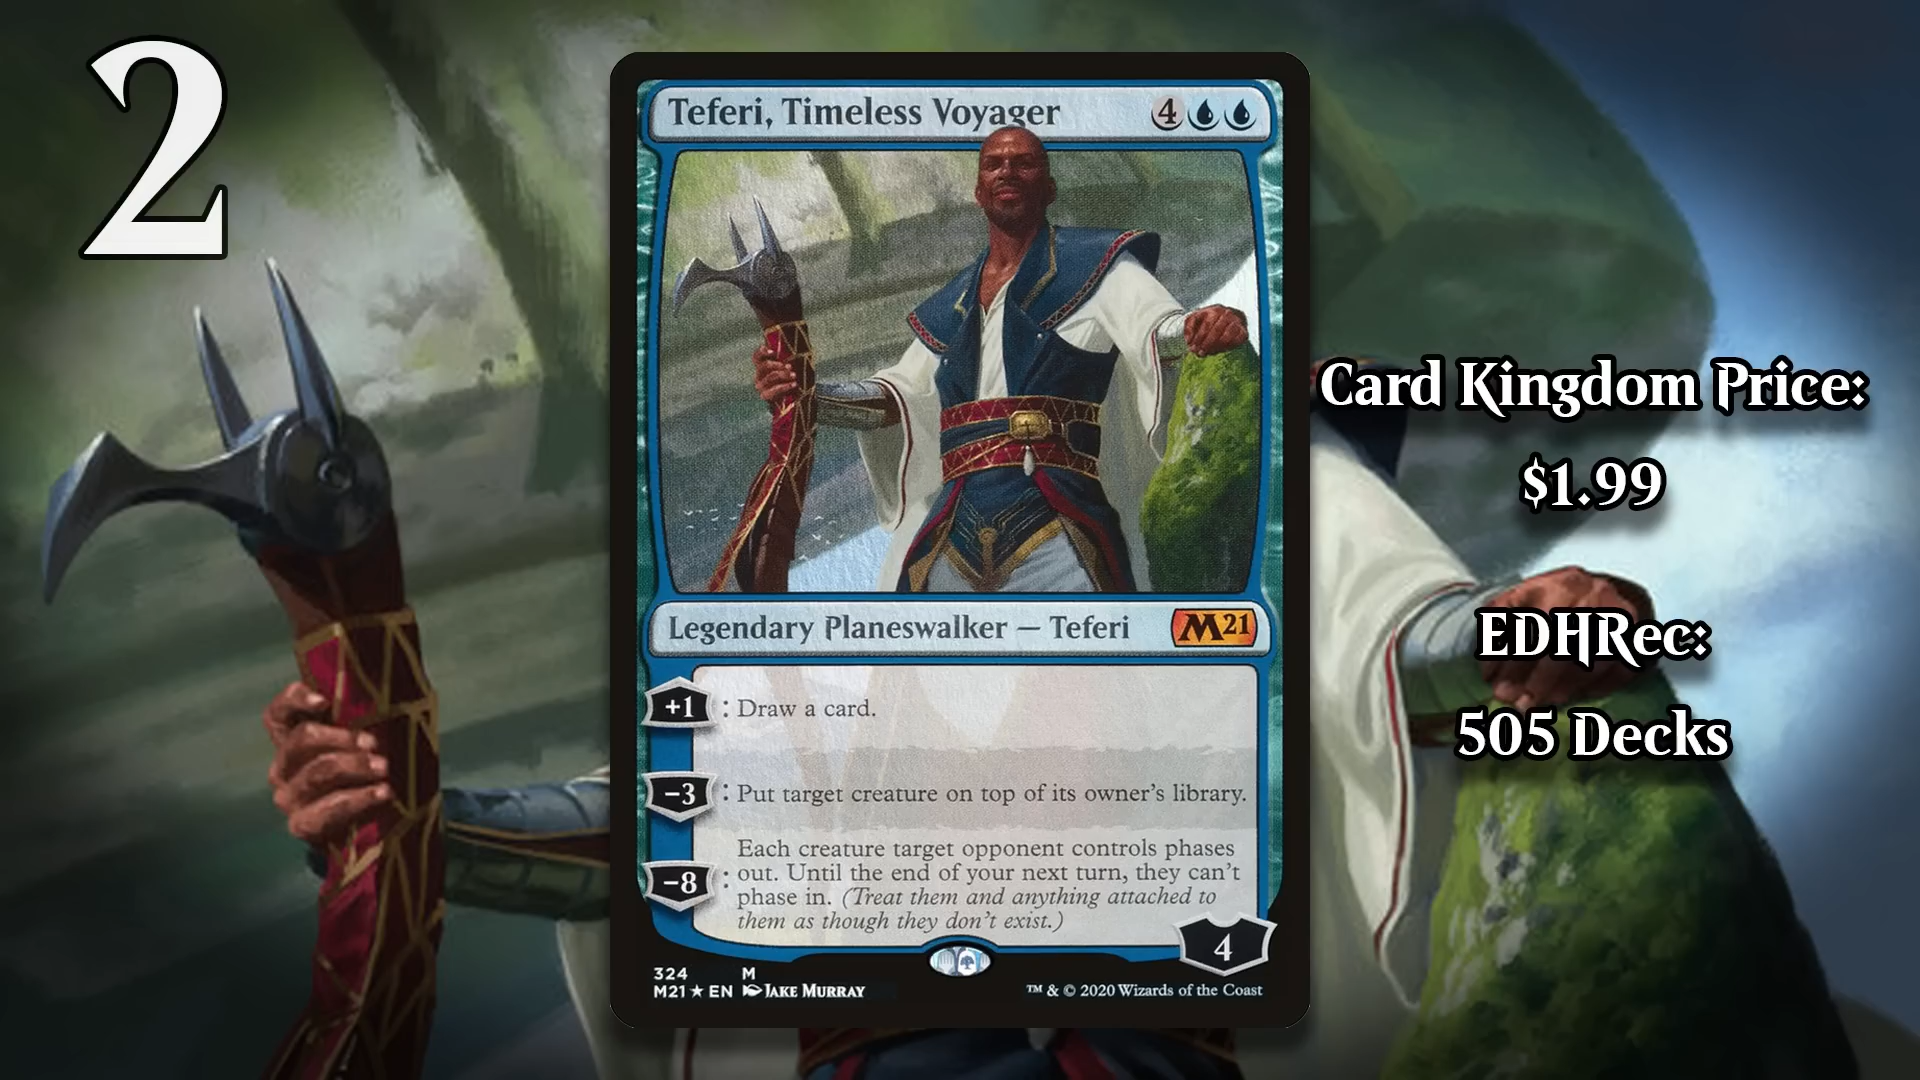 2
Teferi, Timeless Voyager 4
Legendary Planeswalker — Teferi M21
+1 : Draw a card.
−3 : Put target creature on top of its owner's library.
Each creature target opponent controls phases
−8 : out. Until the end of your next turn, they can't
phase in. (Treat them and anything attached to
them as though they don't exist.)
4
324 M
M21 ★ EN JAKE MURRAY
™ & © 2020 Wizards of the Coast
Card Kingdom Price:
$1.99
EDHRec:
505 Decks